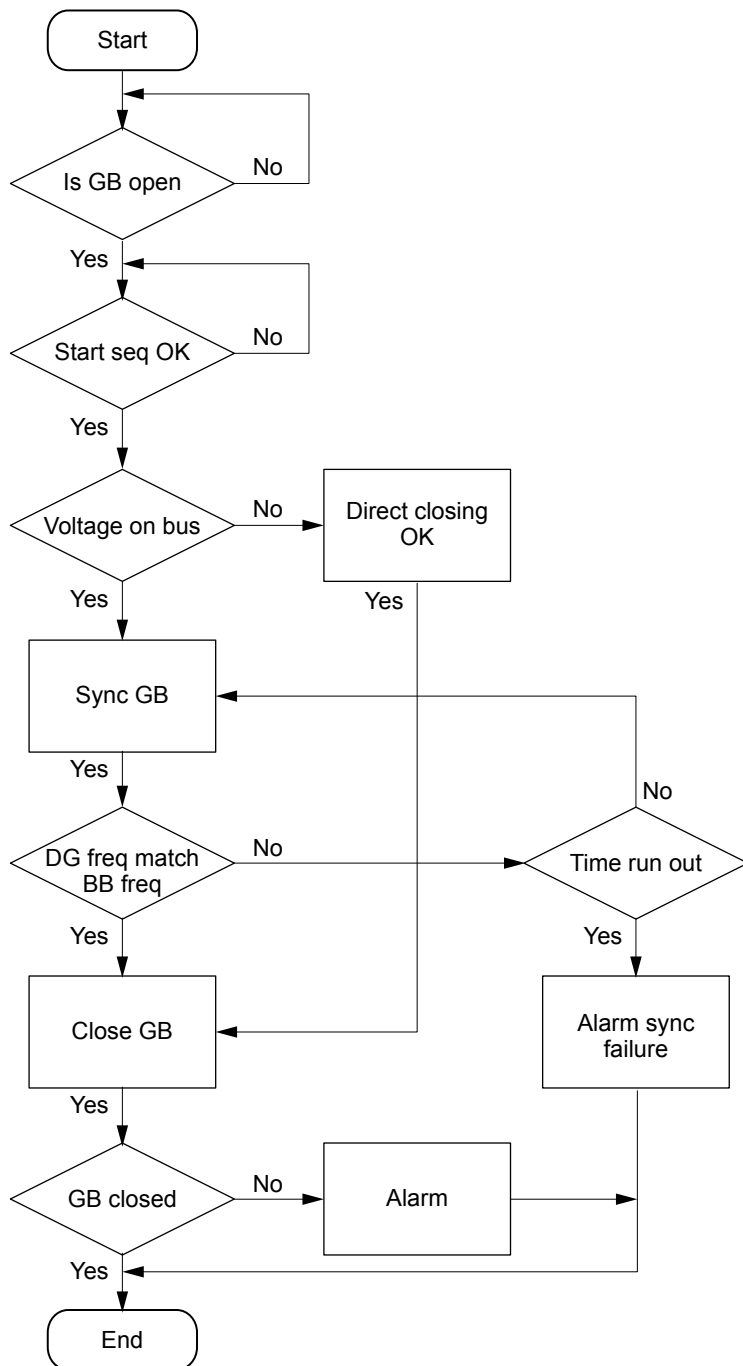 Start
Is GB open
No
Yes
Start seq OK
No
Yes
Voltage on bus
No
Direct closing
OK
Yes
Yes
Sync GB
Yes
No
DG freq match
BB freq
No
Time run out
Yes
Yes
Close GB
Alarm sync
failure
Yes
GB closed
No
Alarm
Yes
End